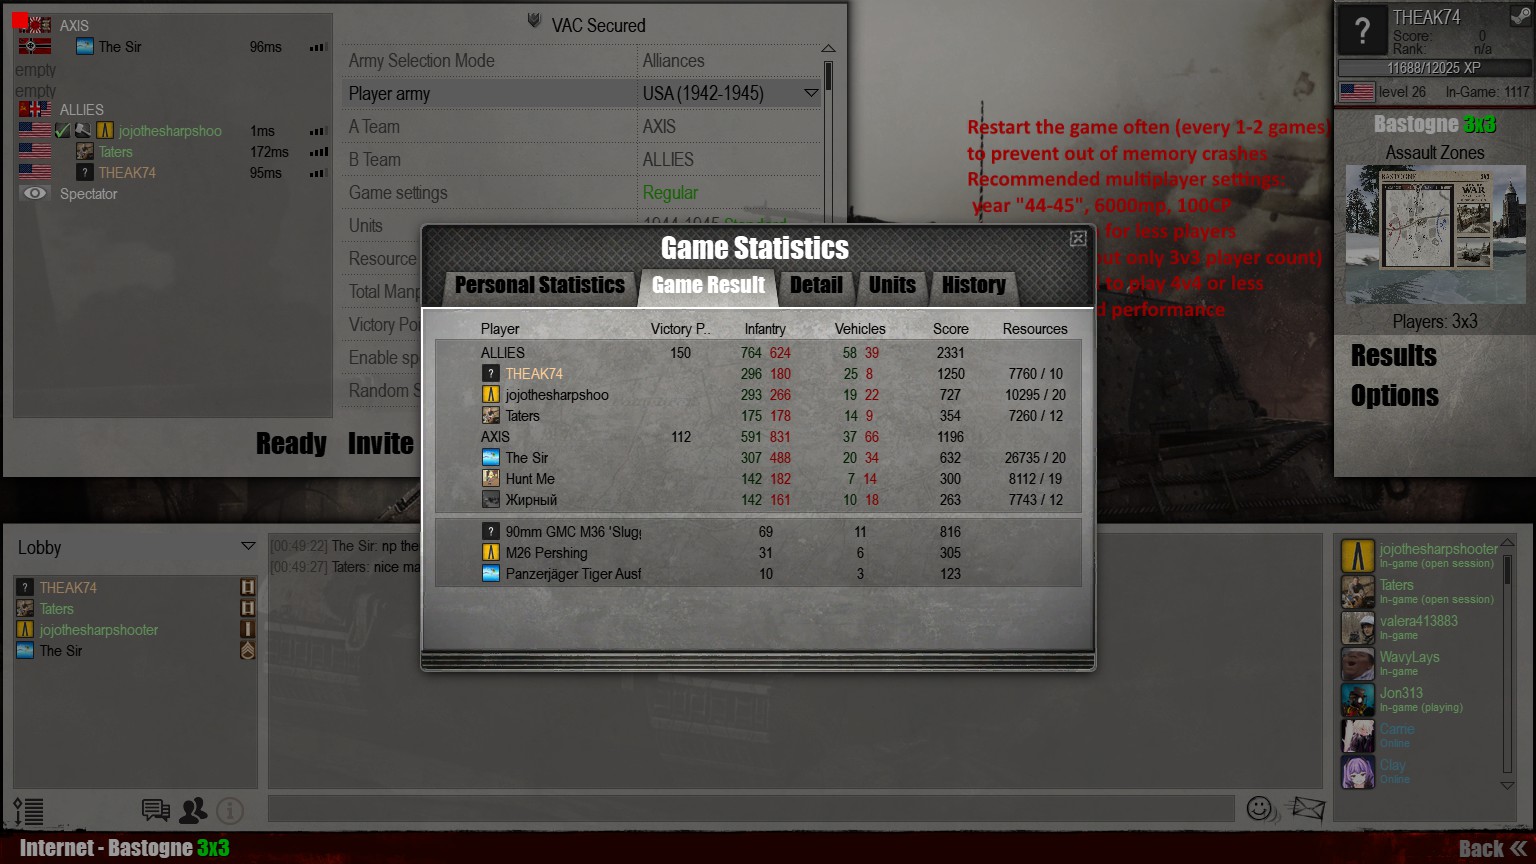 AXIS
The Sir 96ms
empty
empty
ALLIES
jojothesharpshoo 1ms
Taters 172ms
? THEAK74 95ms
Spectator
Ready Invite
VAC Secured
Army Selection Mode Alliances
Player army USA (1942-1945)
A Team AXIS
B Team ALLIES
Game settings Regular
Units 1944-1945 Standard
Resource
Total Manp
Victory Poi
Enable sp
Random S
Restart the game often (every 1-2 games)
to prevent out of memory crashes
Recommended multiplayer settings:
year "44-45", 6000mp, 100CP
for less players
ut only 3v3 player count)
to play 4v4 or less
d performance
? THEAK74
Score: 0
Rank: n/a
11688/12025 XP
level 26 In-Game: 1117
Bastogne 3x3
Assault Zones
BASTOGNE
WAR
Players: 3x3
Results
Options
Game Statistics
Personal Statistics Game Result Detail Units History
Player Victory P.. Infantry Vehicles Score Resources
ALLIES 150 764 624 58 39 2331
? THEAK74 296 180 25 8 1250 7760 / 10
jojothesharpshoo 293 266 19 22 727 10295 / 20
Taters 175 178 14 9 354 7260 / 12
AXIS 112 591 831 37 66 1196
The Sir 307 488 20 34 632 26735 / 20
Hunt Me 142 182 7 14 300 8112 / 19
Жирный 142 161 10 18 263 7743 / 12
? 90mm GMC M36 'Slugg 69 11 816
M26 Pershing 31 6 305
Panzerjäger Tiger Ausf 10 3 123
Lobby
? THEAK74
Taters
jojothesharpshooter
The Sir
[00:49:22] The Sir: np the
[00:49:27] Taters: nice ma
jojothesharpshooter
In-game (open session)
Taters
In-game (open session)
valera413883
In-game
WavyLays
In-game
Jon313
In-game (playing)
Came
Online
Clay
Online
Internet - Bastogne 3x3
Back